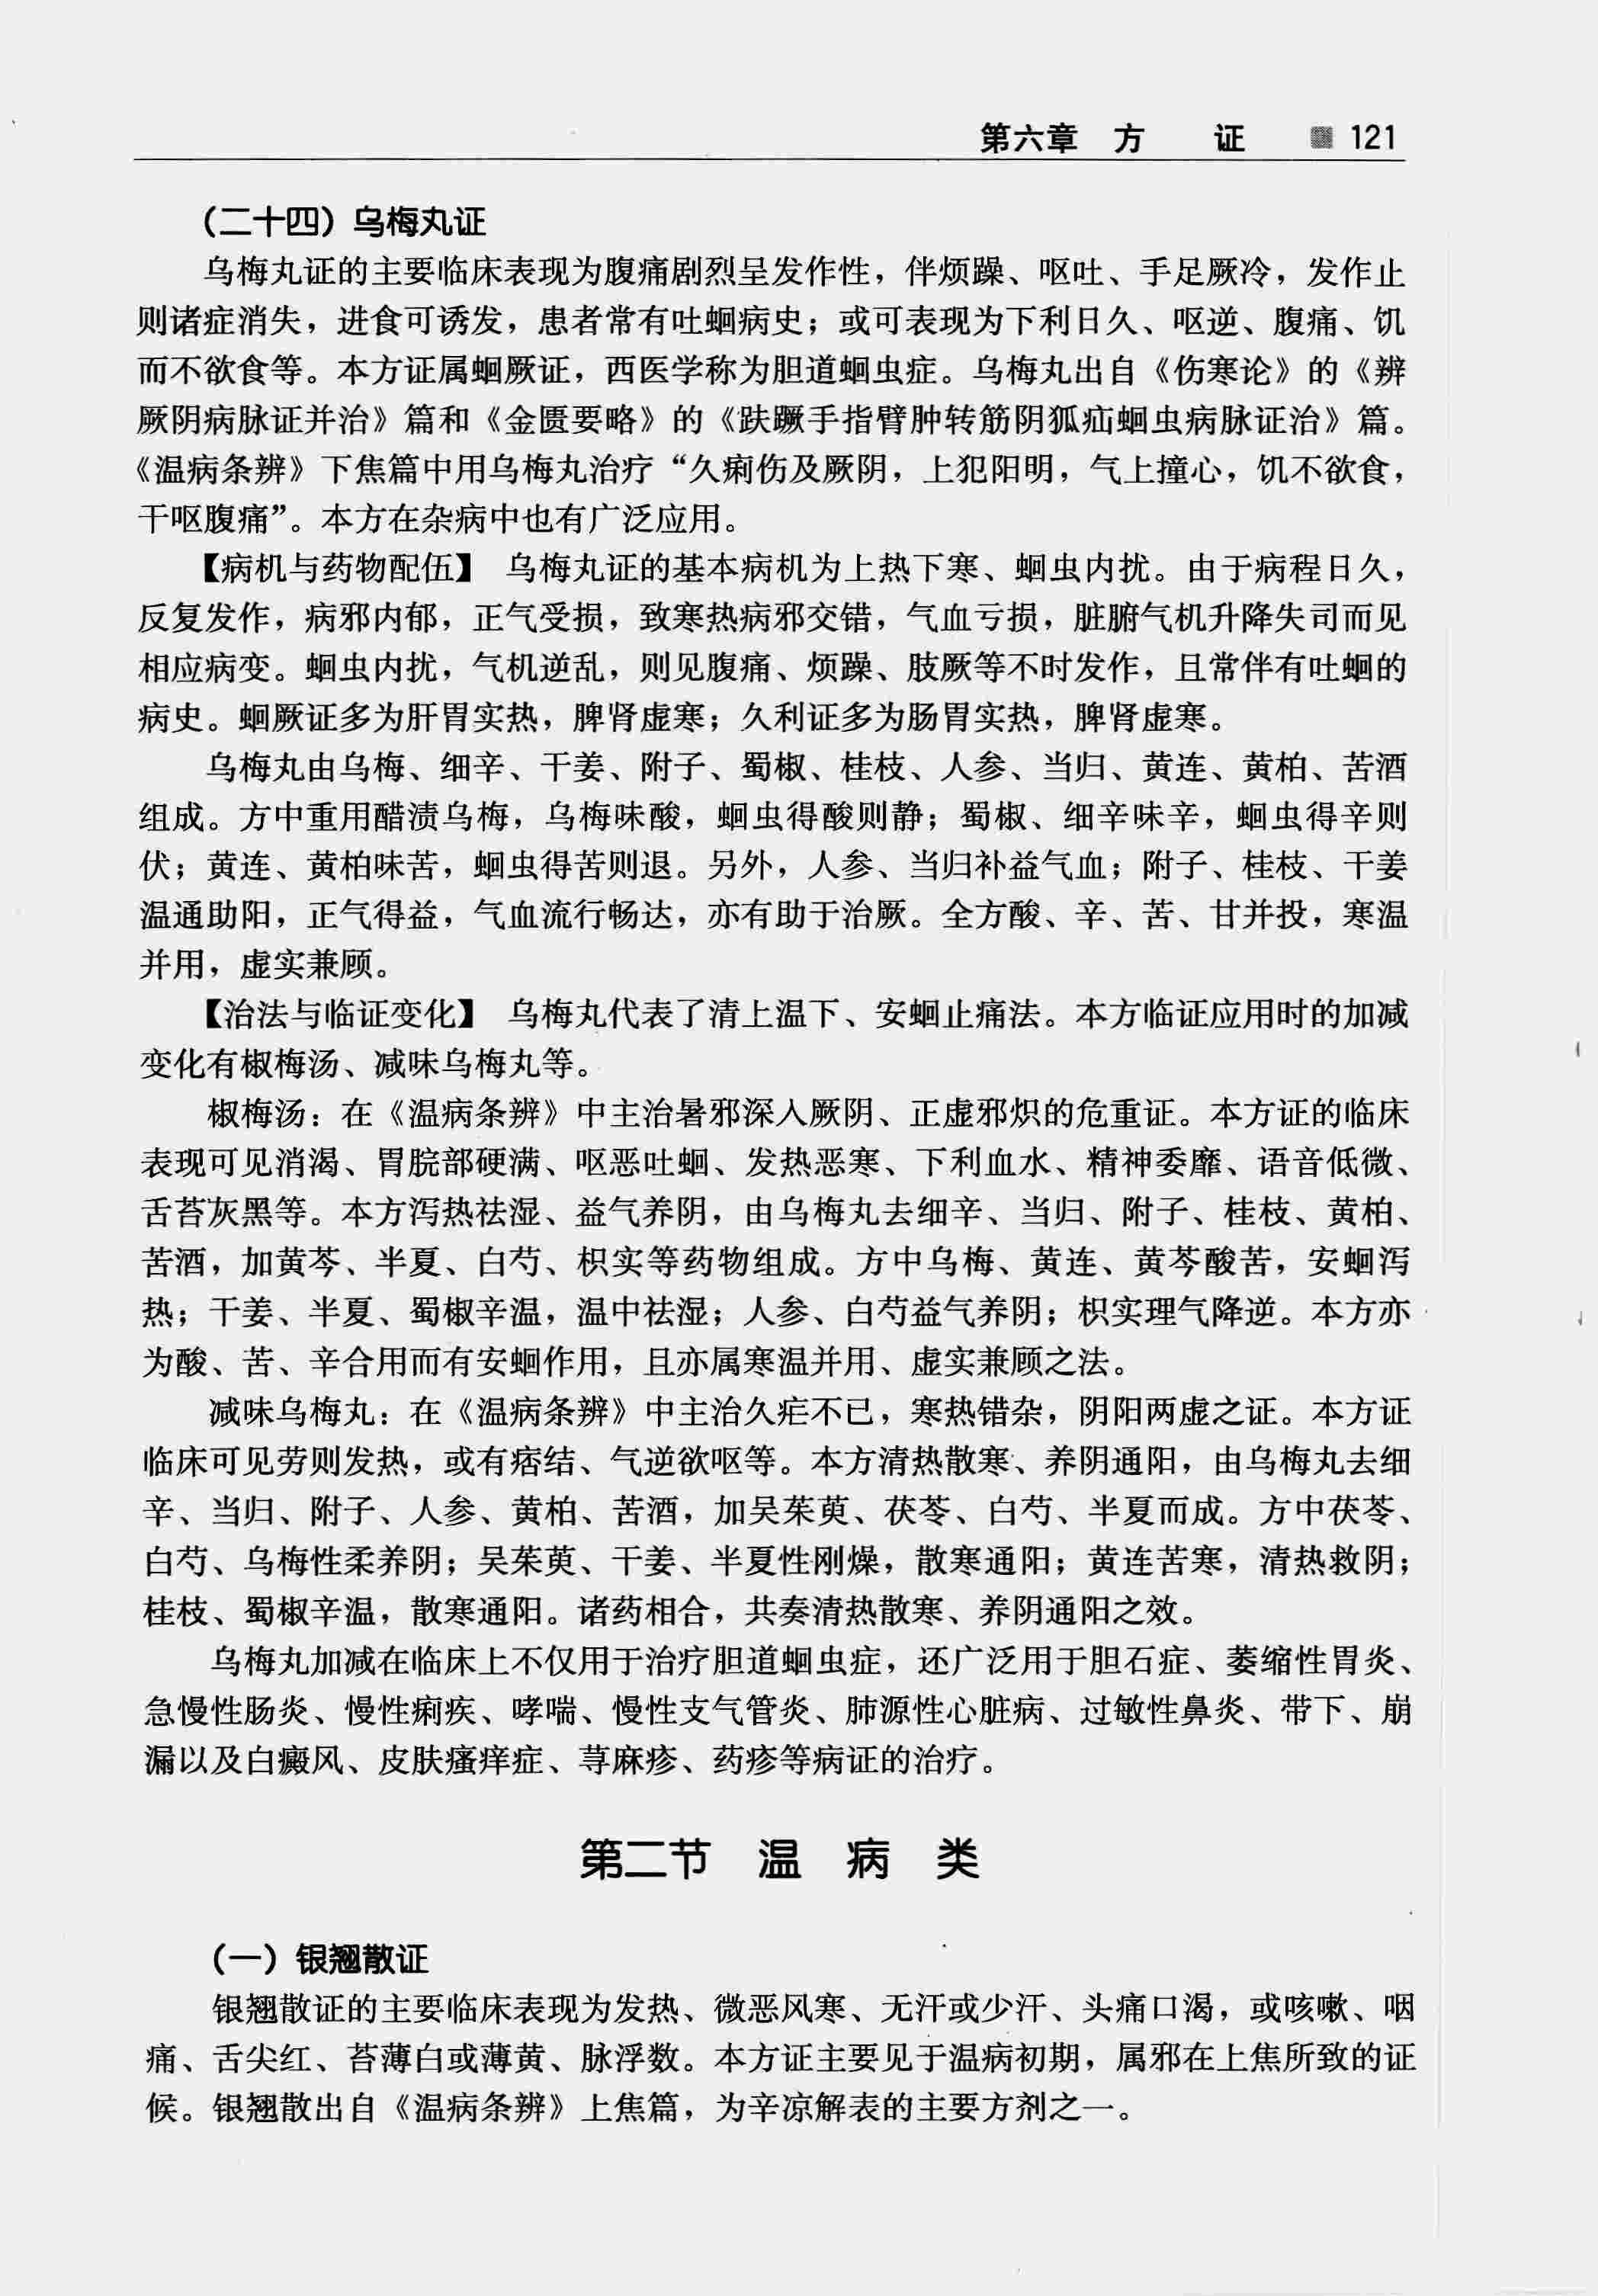 第六章　方　　证　■ 121
（二十四）乌梅丸证
乌梅丸证的主要临床表现为腹痛剧烈呈发作性，伴烦躁、呕吐、手足厥冷，发作止
则诸症消失，进食可诱发，患者常有吐蛔病史；或可表现为下利日久、呕逆、腹痛、饥
而不欲食等。本方证属蛔厥证，西医学称为胆道蛔虫症。乌梅丸出自《伤寒论》的《辨
厥阴病脉证并治》篇和《金匮要略》的《趺蹶手指臂肿转筋阴狐疝蛔虫病脉证治》篇。
《温病条辨》下焦篇中用乌梅丸治疗“久痢伤及厥阴，上犯阳明，气上撞心，饥不欲食，
干呕腹痛”。本方在杂病中也有广泛应用。
【病机与药物配伍】　乌梅丸证的基本病机为上热下寒、蛔虫内扰。由于病程日久，
反复发作，病邪内郁，正气受损，致寒热病邪交错，气血亏损，脏腑气机升降失司而见
相应病变。蛔虫内扰，气机逆乱，则见腹痛、烦躁、肢厥等不时发作，且常伴有吐蛔的
病史。蛔厥证多为肝胃实热，脾肾虚寒；久利证多为肠胃实热，脾肾虚寒。
乌梅丸由乌梅、细辛、干姜、附子、蜀椒、桂枝、人参、当归、黄连、黄柏、苦酒
组成。方中重用醋渍乌梅，乌梅味酸，蛔虫得酸则静；蜀椒、细辛味辛，蛔虫得辛则
伏；黄连、黄柏味苦，蛔虫得苦则退。另外，人参、当归补益气血；附子、桂枝、干姜
温通助阳，正气得益，气血流行畅达，亦有助于治厥。全方酸、辛、苦、甘并投，寒温
并用，虚实兼顾。
【治法与临证变化】　乌梅丸代表了清上温下、安蛔止痛法。本方临证应用时的加减
变化有椒梅汤、减味乌梅丸等。
椒梅汤：在《温病条辨》中主治暑邪深入厥阴、正虚邪炽的危重证。本方证的临床
表现可见消渴、胃脘部硬满、呕恶吐蛔、发热恶寒、下利血水、精神委靡、语音低微、
舌苔灰黑等。本方泻热祛湿、益气养阴，由乌梅丸去细辛、当归、附子、桂枝、黄柏、
苦酒，加黄芩、半夏、白芍、枳实等药物组成。方中乌梅、黄连、黄芩酸苦，安蛔泻
热；干姜、半夏、蜀椒辛温，温中祛湿；人参、白芍益气养阴；枳实理气降逆。本方亦
为酸、苦、辛合用而有安蛔作用，且亦属寒温并用、虚实兼顾之法。
减味乌梅丸：在《温病条辨》中主治久疟不已，寒热错杂，阴阳两虚之证。本方证
临床可见劳则发热，或有痞结、气逆欲呕等。本方清热散寒、养阴通阳，由乌梅丸去细
辛、当归、附子、人参、黄柏、苦酒，加吴茱萸、茯苓、白芍、半夏而成。方中茯苓、
白芍、乌梅性柔养阴；吴茱萸、干姜、半夏性刚燥，散寒通阳；黄连苦寒，清热救阴；
桂枝、蜀椒辛温，散寒通阳。诸药相合，共奏清热散寒、养阴通阳之效。
乌梅丸加减在临床上不仅用于治疗胆道蛔虫症，还广泛用于胆石症、萎缩性胃炎、
急慢性肠炎、慢性痢疾、哮喘、慢性支气管炎、肺源性心脏病、过敏性鼻炎、带下、崩
漏以及白癜风、皮肤瘙痒症、荨麻疹、药疹等病证的治疗。
第二节　温　病　类
（一）银翘散证
银翘散证的主要临床表现为发热、微恶风寒、无汗或少汗、头痛口渴，或咳嗽、咽
痛、舌尖红、苔薄白或薄黄、脉浮数。本方证主要见于温病初期，属邪在上焦所致的证
候。银翘散出自《温病条辨》上焦篇，为辛凉解表的主要方剂之一。